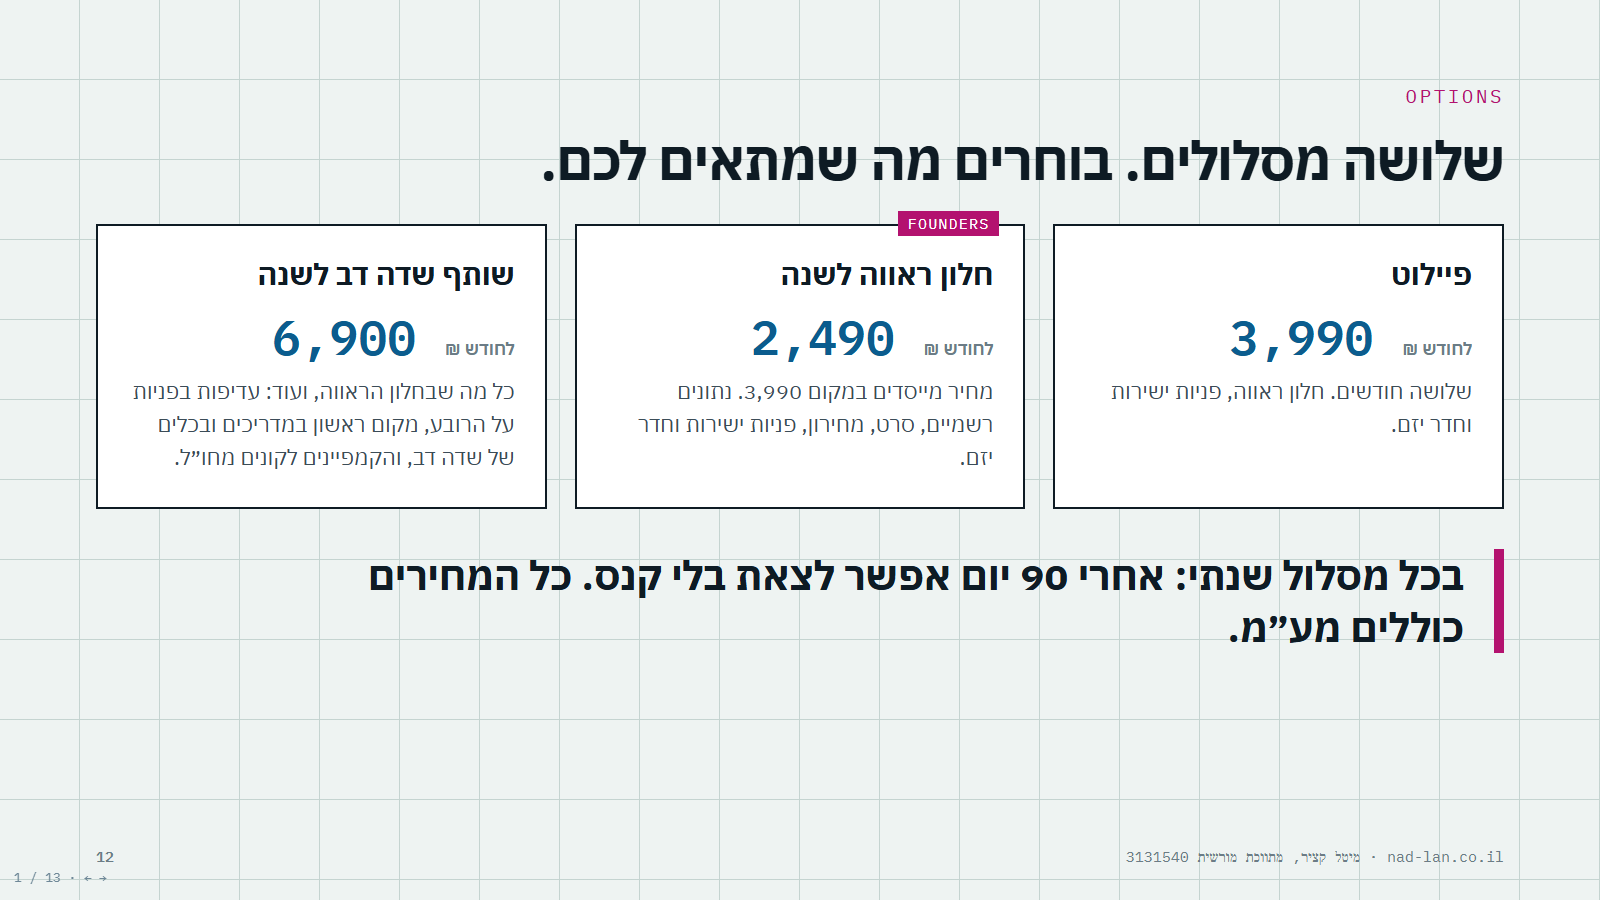 OPTIONS
שלושה מסלולים. בוחרים מה שמתאים לכם.
פיילוט
לחודש ₪ 3,990
שלושה חודשים. חלון ראווה, פניות ישירות
וחדר יזם.
FOUNDERS
חלון ראווה לשנה
לחודש ₪ 2,490
מחיר מייסדים במקום 3,990. נתונים
רשמיים, סרט, מחירון, פניות ישירות וחדר
יזם.
שותף שדה דב לשנה
לחודש ₪ 6,900
כל מה שבחלון הראווה, ועוד: עדיפות בפניות
על הרובע, מקום ראשון במדריכים ובכלים
של שדה דב, והקמפיינים לקונים מחו״ל.
בכל מסלול שנתי: אחרי 90 יום אפשר לצאת בלי קנס. כל המחירים
כוללים מע״מ.
nad-lan.co.il · מיטל קציר, מתווכת מורשית 3131540
12
1 / 13 · ← →